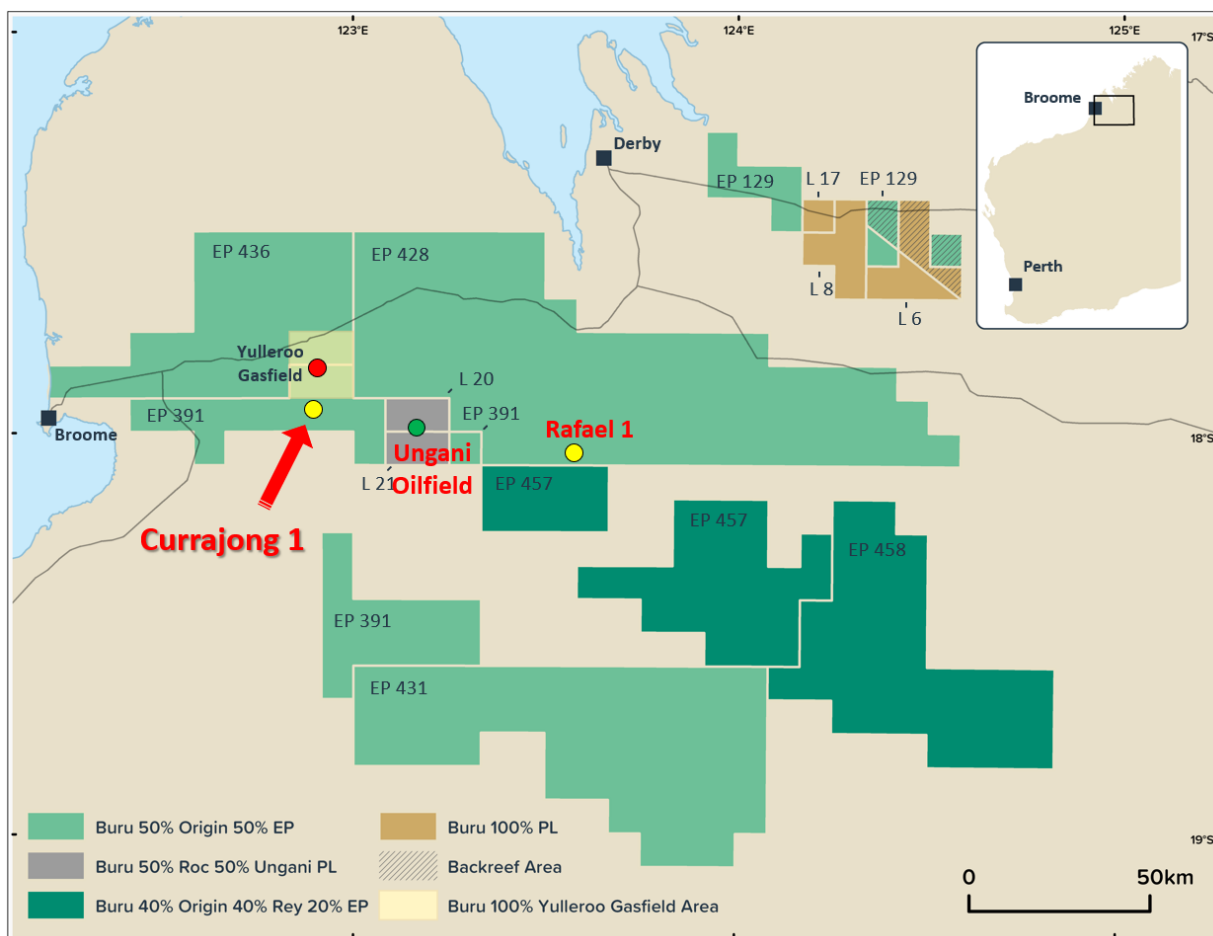 123°E
124°E
125°E
17°S
Broome
Perth
Derby
EP 129
L 17
EP 129
L 8
L 6
EP 436
EP 428
Yulleroo
Gasfield
L 20
EP 391
EP 391
Broome
Rafael 1
18°S
Ungani
Oilfield
L 21
EP 457
Currajong 1
EP 457
EP 458
EP 391
EP 431
Buru 50% Origin 50% EP
Buru 50% Roc 50% Ungani PL
Buru 40% Origin 40% Rey 20% EP
Buru 100% PL
Backreef Area
Buru 100% Yulleroo Gasfield Area
19°S
0
50km